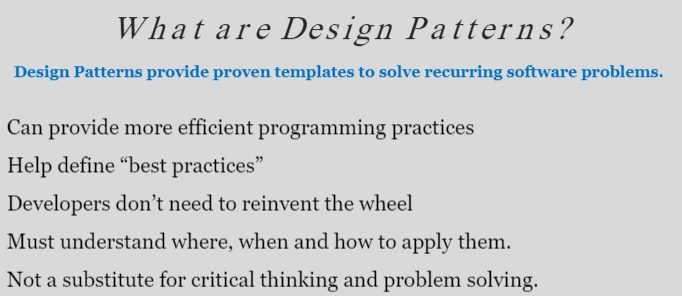 What are Design Patterns?
Design Patterns provide proven templates to solve recurring software problems.
Can provide more efficient programming practices
Help define “best practices”
Developers don’t need to reinvent the wheel
Must understand where, when and how to apply them.
Not a substitute for critical thinking and problem solving.